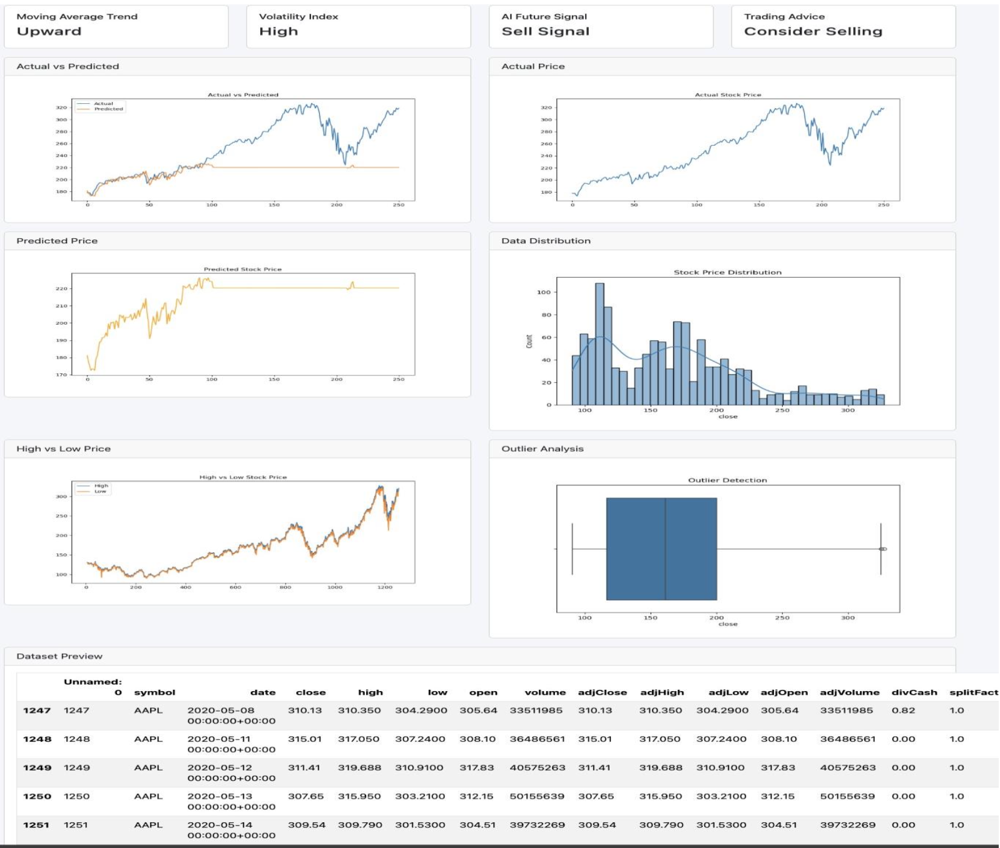 Moving Average Trend
Upward
Volatility Index
High
AI Future Signal
Sell Signal
Trading Advice
Consider Selling
Actual vs Predicted
Actual vs Predicted
Actual
Predicted
320
300
280
260
240
220
200
180
0 50 100 150 200 250
Actual Price
Actual Stock Price
320
300
280
260
240
220
200
180
0 50 100 150 200 250
Predicted Price
Predicted Stock Price
220
210
200
190
180
170
0 50 100 150 200 250
Data Distribution
Stock Price Distribution
Count
100
80
60
40
20
0
100 150 200 250 300
close
High vs Low Price
High vs Low Stock Price
High
Low
300
250
200
150
100
0 200 400 600 800 1000 1200
Outlier Analysis
Outlier Detection
100 150 200 250 300
close
Dataset Preview
Unnamed:
0 symbol date close high low open volume adjClose adjHigh adjLow adjOpen adjVolume divCash splitFact
1247 1247 AAPL 2020-05-08 310.13 310.350 304.2900 305.64 33511985 310.13 310.350 304.2900 305.64 33511985 0.82 1.0
00:00:00+00:00
1248 1248 AAPL 2020-05-11 315.01 317.050 307.2400 308.10 36486561 315.01 317.050 307.2400 308.10 36486561 0.00 1.0
00:00:00+00:00
1249 1249 AAPL 2020-05-12 311.41 319.688 310.9100 317.83 40575263 311.41 319.688 310.9100 317.83 40575263 0.00 1.0
00:00:00+00:00
1250 1250 AAPL 2020-05-13 307.65 315.950 303.2100 312.15 50155639 307.65 315.950 303.2100 312.15 50155639 0.00 1.0
00:00:00+00:00
1251 1251 AAPL 2020-05-14 309.54 309.790 301.5300 304.51 39732269 309.54 309.790 301.5300 304.51 39732269 0.00 1.0
00:00:00+00:00